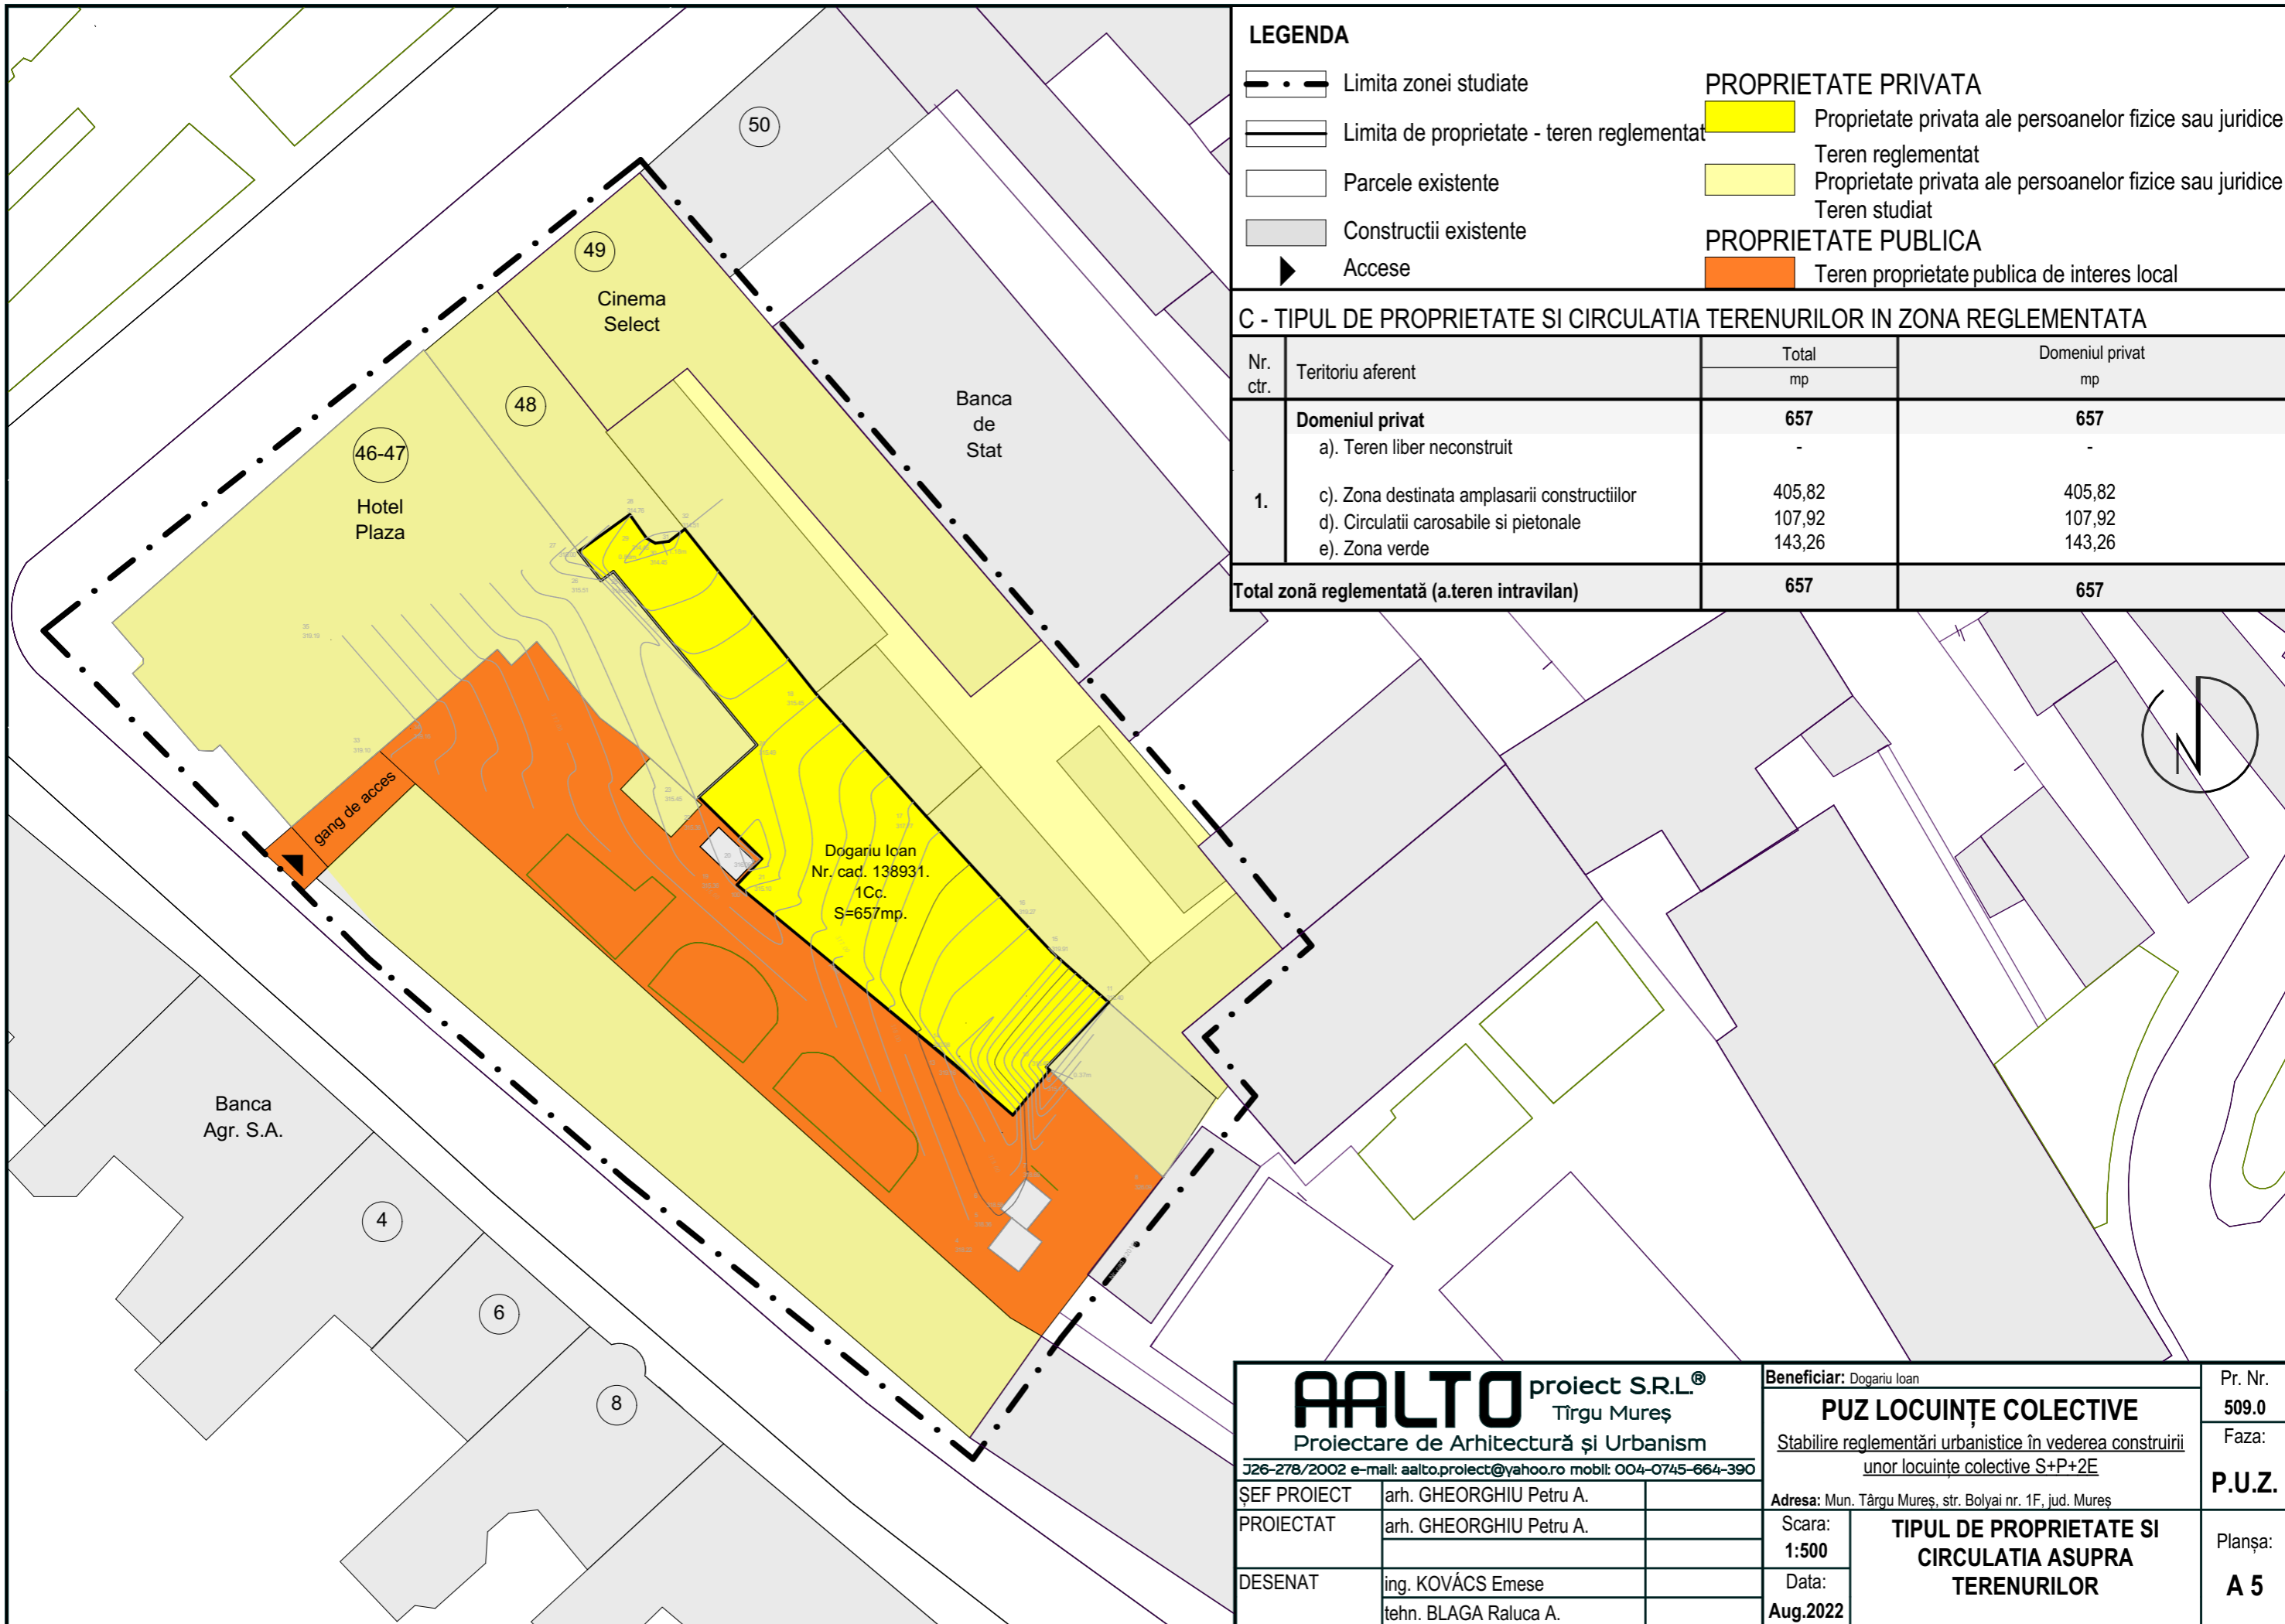 LEGENDA
Limita zonei studiate
Limita de proprietate - teren reglementat
Parcele existente
Constructii existente
Accese
PROPRIETATE PRIVATA
Proprietate privata ale persoanelor fizice sau juridice
Teren reglementat
Proprietate privata ale persoanelor fizice sau juridice
Teren studiat
PROPRIETATE PUBLICA
Teren proprietate publica de interes local
C - TIPUL DE PROPRIETATE SI CIRCULATIA TERENURILOR IN ZONA REGLEMENTATA
Nr. ctr. Teritoriu aferent Total mp Domeniul privat mp
1.
Domeniul privat 657 657
a). Teren liber neconstruit - -
c). Zona destinata amplasarii constructiilor 405,82 405,82
d). Circulatii carosabile si pietonale 107,92 107,92
e). Zona verde 143,26 143,26
Total zonă reglementată (a.teren intravilan) 657 657
50
49
Cinema
Select
48
46-47
Hotel
Plaza
Banca
de
Stat
gang de acces
Dogariu Ioan
Nr. cad. 138931.
1Cc.
S=657mp.
Banca
Agr. S.A.
4
6
8
N
AALTO proiect S.R.L.®
Tîrgu Mureș
Proiectare de Arhitectură și Urbanism
J26-278/2002 e-mail: aalto.proiect@yahoo.ro mobil: 004-0745-664-390
ȘEF PROIECT arh. GHEORGHIU Petru A.
PROIECTAT arh. GHEORGHIU Petru A.
DESENAT ing. KOVÁCS Emese
tehn. BLAGA Raluca A.
Beneficiar: Dogariu Ioan
PUZ LOCUINȚE COLECTIVE
Stabilire reglementări urbanistice în vederea construirii
unor locuințe colective S+P+2E
Adresa: Mun. Târgu Mureș, str. Bolyai nr. 1F, jud. Mureș
Scara:
1:500
Data:
Aug.2022
TIPUL DE PROPRIETATE SI
CIRCULATIA ASUPRA
TERENURILOR
Pr. Nr.
509.0
Faza:
P.U.Z.
Planșa:
A 5